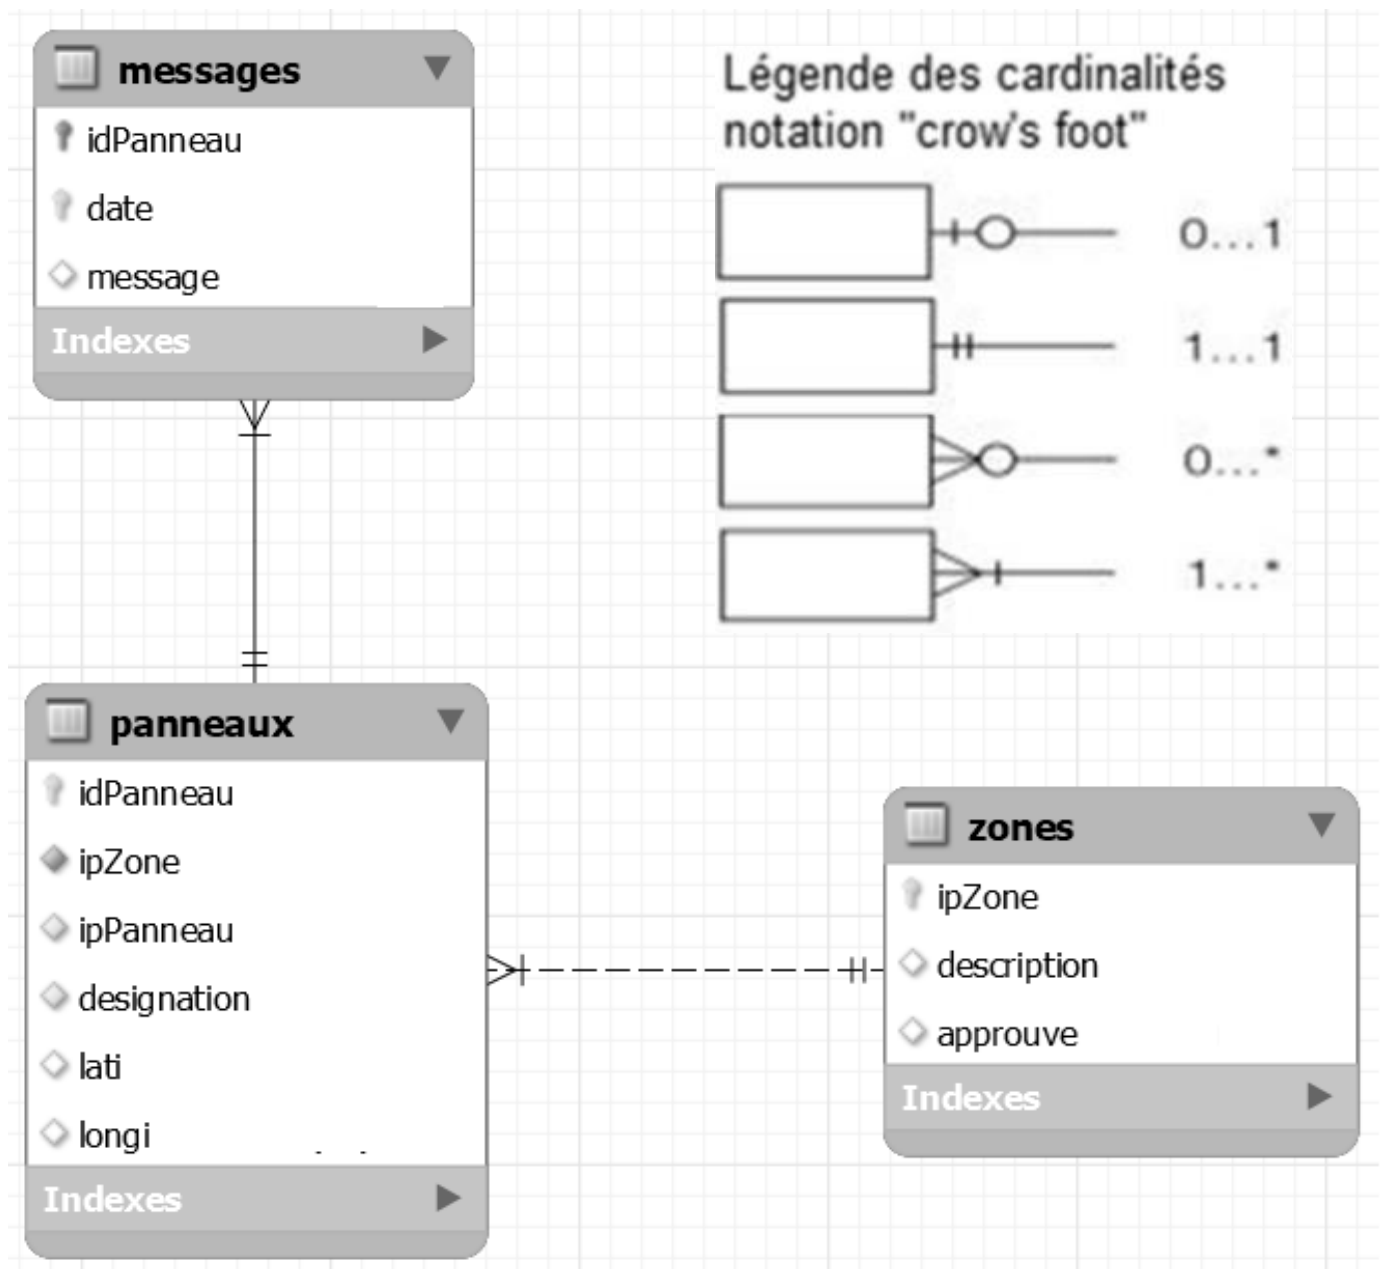 messages
idPanneau
date
message
Indexes
Légende des cardinalités
notation "crow's foot"
0...1
1...1
0...*
1...*
panneaux
idPanneau
ipZone
ipPanneau
designation
lati
longi
Indexes
zones
ipZone
description
approuve
Indexes